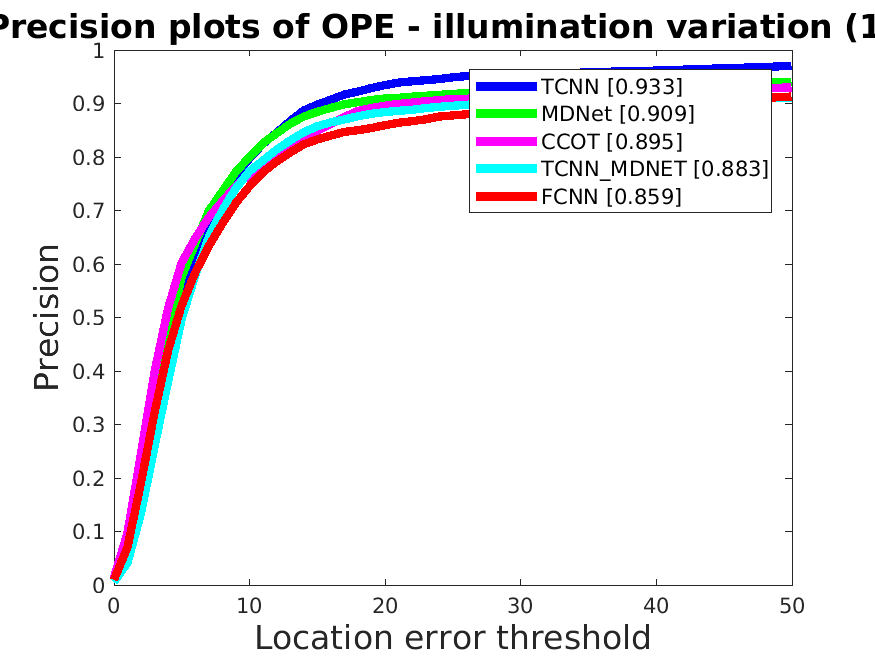 Precision plots of OPE - illumination variation (1
1
0.9
0.8
0.7
0.6
0.5
0.4
0.3
0.2
0.1
0
Precision
TCNN [0.933]
MDNet [0.909]
CCOT [0.895]
TCNN_MDNET [0.883]
FCNN [0.859]
0 10 20 30 40 50
Location error threshold